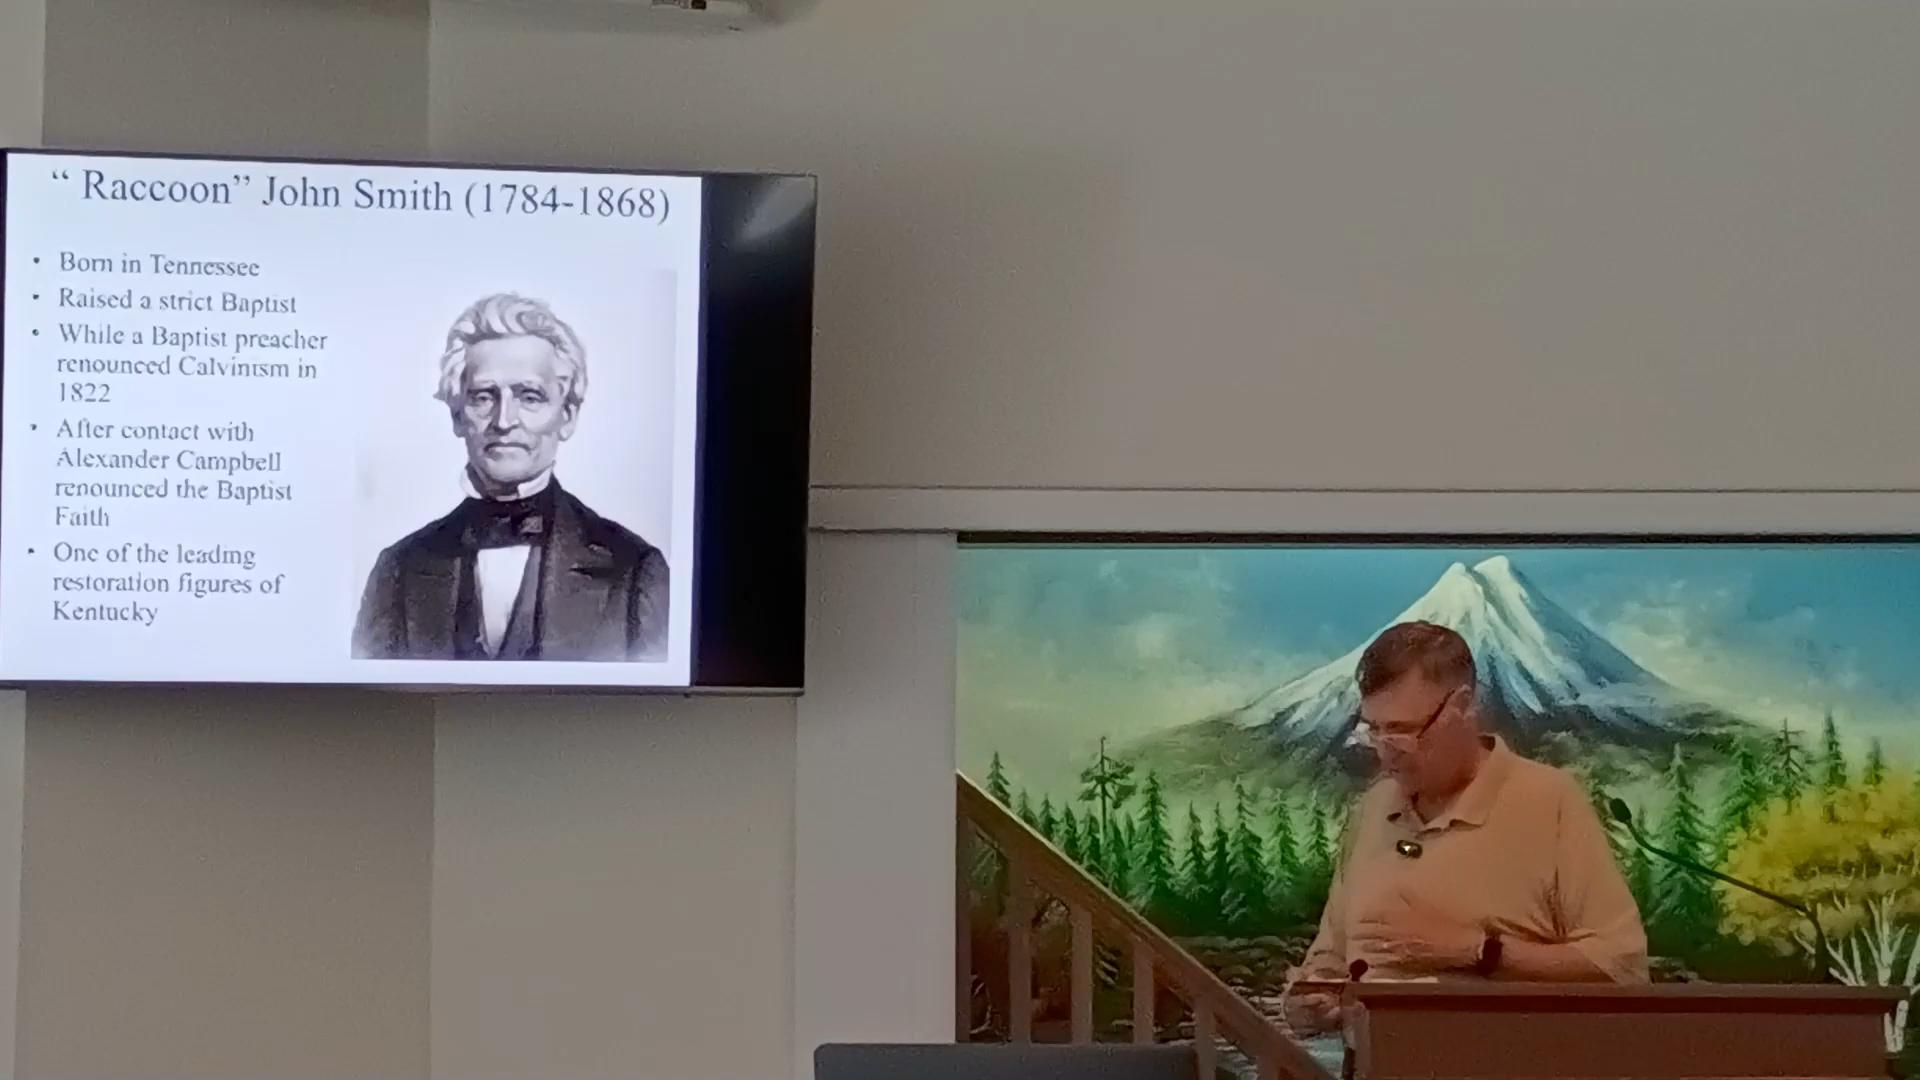 “ Raccoon” John Smith (1784-1868)
• Born in Tennessee
• Raised a strict Baptist
• While a Baptist preacher
renounced Calvinism in
1822
• After contact with
Alexander Campbell
renounced the Baptist
Faith
• One of the leading
restoration figures of
Kentucky